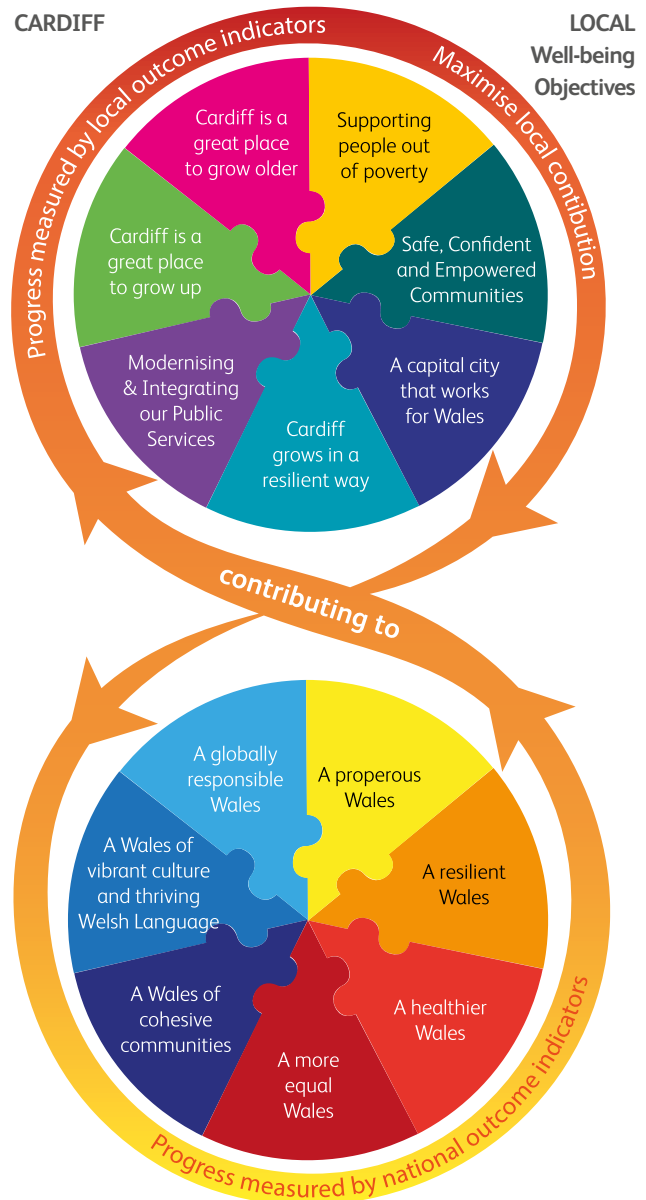 CARDIFF
LOCAL
Well-being
Objectives
Progress measured by local outcome indicators
Maximise local contibution
Cardiff is a
great place
to grow older
Supporting
people out
of poverty
Cardiff is a
great place
to grow up
Safe, Confident
and Empowered
Communities
Modernising
& Integrating
our Public
Services
A capital city
that works
for Wales
Cardiff
grows in a
resilient way
contributing to
A globally
responsible
Wales
A properous
Wales
A Wales of
vibrant culture
and thriving
Welsh Language
A resilient
Wales
A Wales of
cohesive
communities
A healthier
Wales
A more
equal
Wales
Progress measured by national outcome indicators